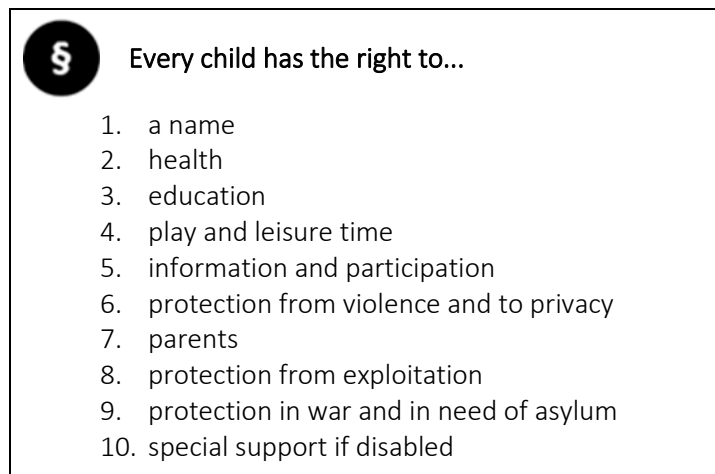 §
Every child has the right to...
1. a name
2. health
3. education
4. play and leisure time
5. information and participation
6. protection from violence and to privacy
7. parents
8. protection from exploitation
9. protection in war and in need of asylum
10. special support if disabled